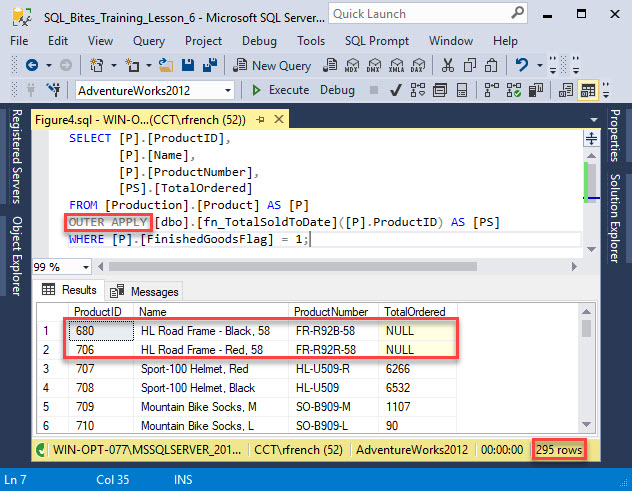 SQL_Bites_Training_Lesson_6 - Microsoft SQL Server...
Quick Launch
File Edit View Project Debug Tools SQL Prompt Window Help
New Query MDX DMX XMLA DAX
AdventureWorks2012 Execute Debug
Registered Servers
Object Explorer
Figure4.sql - WIN-O...(CCT\rfrench (52))
SELECT [P].[ProductID],
[P].[Name],
[P].[ProductNumber],
[PS].[TotalOrdered]
FROM [Production].[Product] AS [P]
OUTER APPLY [dbo].[fn_TotalSoldToDate]([P].ProductID) AS [PS]
WHERE [P].[FinishedGoodsFlag] = 1;
Properties
Solution Explorer
99 %
Results Messages
ProductID Name ProductNumber TotalOrdered
1 680 HL Road Frame - Black, 58 FR-R92B-58 NULL
2 706 HL Road Frame - Red, 58 FR-R92R-58 NULL
3 707 Sport-100 Helmet, Red HL-U509-R 6266
4 708 Sport-100 Helmet, Black HL-U509 6532
5 709 Mountain Bike Socks, M SO-B909-M 1107
6 710 Mountain Bike Socks, L SO-B909-L 90
WIN-OPT-077\MSSQLSERVER_201... CCT\rfrench (52) AdventureWorks2012 00:00:00 295 rows
Ln 7 Col 35 INS